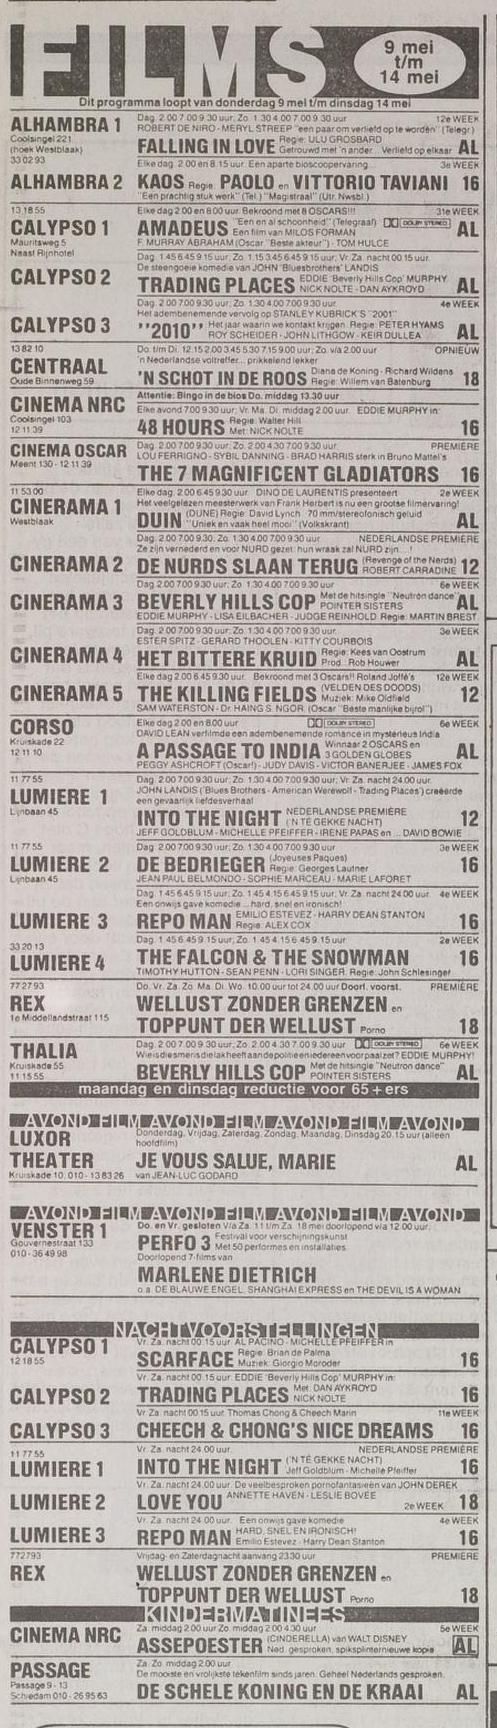 FILMS
9 mei
t/m
14 mei
Dit programma loopt van donderdag 9 mei t/m dinsdag 14 mei
ALHAMBRA 1
Coolsingel 221
(hoek Westblaak)
33 02 93
Dag. 2.00 7.00 9.30 uur, Zo. 1.30 4.00 7.00 9.30 uur 12e WEEK
ROBERT DE NIRO - MERYL STREEP "een paar om verliefd op te worden" (Telegr.)
FALLING IN LOVE Regie: ULU GROSBARD
Getrouwd met 'n ander... Verliefd op elkaar AL
Elke dag 2.00 en 8.15 uur. Een aparte bioscoopervaring... 3e WEEK
ALHAMBRA 2 KAOS Regie: PAOLO en VITTORIO TAVIANI 16
"Een prachtig stuk werk" (Tel.) "Magistraal" (Utr. Nwsbl.)
13 18 55
CALYPSO 1
Mauritsweg 5
Naast Rijnhotel
Elke dag 2.00 en 8.00 uur. Bekroond met 8 OSCARS!!! 31e WEEK
AMADEUS "Een en al schoonheid" (Telegraaf) DOLBY STEREO
Een film van MILOS FORMAN AL
F. MURRAY ABRAHAM (Oscar "Beste akteur") - TOM HULCE
CALYPSO 2
Dag. 1.45 6.45 9.15 uur; Zo. 1.15 3.45 6.45 9.15 uur; Vr. Za. nacht 00.15 uur.
De steengoeie komedie van JOHN 'Bluesbrothers' LANDIS
TRADING PLACES EDDIE 'Beverly Hills Cop' MURPHY
NICK NOLTE - DAN AYKROYD AL
CALYPSO 3
Dag. 2.00 7.00 9.30 uur; Zo. 1.30 4.00 7.00 9.30 uur 4e WEEK
Het adembenemende vervolg op STANLEY KUBRICK'S "2001"
"2010" Het jaar waarin we kontakt krijgen. Regie: PETER HYAMS
ROY SCHEIDER - JOHN LITHGOW - KEIR DULLEA AL
13 82 10
CENTRAAL
Oude Binnenweg 59
Do. t/m Di. 12.15 2.00 3.45 5.30 7.15 9.00 uur; Zo. v/a 2.00 uur OPNIEUW
'n Nederlandse voltreffer... prikkelend lekker
'N SCHOT IN DE ROOS Diana de Koning - Richard Wildens
Regie: Willem van Batenburg 18
CINEMA NRC
Coolsingel 103
12 11 39
Attentie: Bingo in de bios Do. middag 13.30 uur
Elke avond 7.00 9.30 uur; Vr. Ma. Di. middag 2.00 uur. EDDIE MURPHY in:
48 HOURS Regie: Walter Hill
Met: NICK NOLTE 16
CINEMA OSCAR
Meent 130 - 12 11 39
Dag. 2.00 7.00 9.30 uur; Zo. 2.00 4.30 7.00 9.30 uur PREMIERE
LOU FERRIGNO - SYBIL DANNING - BRAD HARRIS sterk in Bruno Mattei's
THE 7 MAGNIFICENT GLADIATORS 16
11 53 00
CINERAMA 1
Westblaak
Elke dag 2.00 6.45 9.30 uur. DINO DE LAURENTIS presenteert 2e WEEK
Het veelgelezen meesterwerk van Frank Herbert is nu een grootse filmervaring!
DUIN (DUNE) Regie: David Lynch 70 mm/stereofonisch geluid
"Uniek en vaak heel mooi" (Volkskrant) AL
CINERAMA 2
Dag. 2.00 7.00 9.30; Zo. 1.30 4.00 7.00 9.30 uur NEDERLANDSE PREMIÈRE
Ze zijn vernederd en voor NURD gezet: hun wraak zal NURD zijn...!
DE NURDS SLAAN TERUG (Revenge of the Nerds)
ROBERT CARRADINE 12
CINERAMA 3
Dag. 2.00 7.00 9.30 uur; Zo. 1.30 4.00 7.00 9.30 uur 6e WEEK
BEVERLY HILLS COP Met de hitsingle "Neutron dance"
POINTER SISTERS AL
EDDIE MURPHY - LISA EILBACHER - JUDGE REINHOLD Regie: MARTIN BREST
CINERAMA 4
Dag. 2.00 7.00 9.30 uur; Zo. 1.30 4.00 7.00 9.30 uur 3e WEEK
ESTER SPITZ - GERARD THOOLEN - KITTY COURBOIS
HET BITTERE KRUID Regie: Kees van Oostrum
Prod.: Rob Houwer AL
CINERAMA 5
Elke dag 2.00 6.45 9.30 uur. Bekroond met 3 Oscars!! Roland Joffé's 12e WEEK
THE KILLING FIELDS (VELDEN DES DOODS)
Muziek: Mike Oldfield 12
SAM WATERSTON - Dr. HAING S. NGOR. (Oscar "Beste manlijke bijrol")
CORSO
Kruiskade 22
12 11 10
Elke dag 2.00 en 8.00 uur DOLBY STEREO 6e WEEK
DAVID LEAN verfilmde een adembenemende romance in mysterieus India
A PASSAGE TO INDIA Winnaar 2 OSCARS en
3 GOLDEN GLOBES AL
PEGGY ASHCROFT (Oscar!) - JUDY DAVIS - VICTOR BANERJEE - JAMES FOX
11 77 55
LUMIERE 1
Lijnbaan 45
Dag. 2.00 7.00 9.30 uur; Zo. 1.30 4.00 7.00 9.30 uur; Vr. Za. nacht 24.00 uur.
JOHN LANDIS ('Blues Brothers - American Werewolf - Trading Places') creëerde
een gevaarlijk liefdesverhaal
INTO THE NIGHT NEDERLANDSE PREMIÈRE
('N TÉ GEKKE NACHT) 12
JEFF GOLDBLUM - MICHELLE PFEIFFER - IRENE PAPAS en ... DAVID BOWIE
11 77 55
LUMIERE 2
Lijnbaan 45
Dag. 2.00 7.00 9.30 uur; Zo. 1.30 4.00 7.00 9.30 uur 3e WEEK
DE BEDRIEGER (Joyeuses Paques)
Regie: Georges Lautner 16
JEAN PAUL BELMONDO - SOPHIE MARCEAU - MARIE LAFORET
LUMIERE 3
Dag. 1.45 6.45 9.15 uur; Zo. 1.45 4.15 6.45 9.15 uur; Vr. Za. nacht 24.00 uur. 4e WEEK
Een onwijs gave komedie ... hard, snel en ironisch!
REPO MAN EMILIO ESTEVEZ - HARRY DEAN STANTON
Regie: ALEX COX 16
33 20 13
LUMIERE 4
Dag. 1.45 6.45 9.15 uur; Zo. 1.45 4.15 6.45 9.15 uur 2e WEEK
THE FALCON & THE SNOWMAN 16
TIMOTHY HUTTON - SEAN PENN - LORI SINGER. Regie: John Schlesinger
77 27 93
REX
1e Middellandstraat 115
Do. Vr. Za. Zo. Ma. Di. Wo. 10.00 uur tot 24.00 uur Doorl. voorst. PREMIÈRE
WELLUST ZONDER GRENZEN en
TOPPUNT DER WELLUST Porno 18
THALIA
Kruiskade 55
11 15 55
Dag. 2.00 7.00 9.30 uur; Zo. 2.00 4.30 7.00 9.30 uur DOLBY STEREO 6e WEEK
Wie is die smeris die lak heeft aan de politie en iedereen voor paal zet? EDDIE MURPHY!
BEVERLY HILLS COP Met de hitsingle "Neutron dance"
POINTER SISTERS AL
maandag en dinsdag reductie voor 65+ers
AVOND FILM AVOND FILM AVOND FILM AVOND FILM AVOND
LUXOR
THEATER
Kruiskade 10, 010 - 13 83 26
Donderdag, Vrijdag, Zaterdag, Zondag, Maandag, Dinsdag 20.15 uur (alleen
hoofdfilm)
JE VOUS SALUE, MARIE AL
van JEAN-LUC GODARD
AVOND FILM AVOND FILM AVOND FILM AVOND FILM AVOND
VENSTER 1
Gouvernestraat 133
010 - 36 49 98
Do. en Vr. gesloten V/a Za. 11 t/m Za. 18 mei doorlopend v/a 12.00 uur.
PERFO 3 Festival voor verschijningskunst
Met 50 performes en installaties.
Doorlopend 7-films van
MARLENE DIETRICH
o.a. DE BLAUWE ENGEL, SHANGHAI EXPRESS en THE DEVIL IS A WOMAN
NACHTVOORSTELLINGEN
CALYPSO 1
12 18 55
Vr. Za. nacht 00.15 uur. AL PACINO - MICHELLE PFEIFFER in
SCARFACE Regie: Brian de Palma
Muziek: Giorgio Moroder 16
CALYPSO 2
Vr. Za. nacht 00.15 uur. EDDIE 'Beverly Hills Cop' MURPHY in:
TRADING PLACES Met: DAN AYKROYD
NICK NOLTE 16
CALYPSO 3
Vr. Za. nacht 00.15 uur. Thomas Chong & Cheech Marin 11e WEEK
CHEECH & CHONG'S NICE DREAMS 16
11 77 55
LUMIERE 1
Vr. Za. nacht 24.00 uur. NEDERLANDSE PREMIÈRE
INTO THE NIGHT ('N TÉ GEKKE NACHT)
Jeff Goldblum - Michelle Pfeiffer 16
LUMIERE 2
Vr. Za. nacht 24.00 uur. De veelbesproken pornofantasieën van JOHN DEREK
LOVE YOU ANNETTE HAVEN - LESLIE BOVEE
2e WEEK 18
LUMIERE 3
Vr. Za. nacht 24.00 uur. Een onwijs gave komedie 4e WEEK
REPO MAN HARD, SNEL EN IRONISCH!
Emilio Estevez - Harry Dean Stanton 16
772793
REX
Vrijdag- en Zaterdagnacht aanvang 23.30 uur PREMIÈRE
WELLUST ZONDER GRENZEN en
TOPPUNT DER WELLUST Porno 18
KINDERMATINEES
CINEMA NRC
Za. middag 2.00 uur Zo. middag 2.00 4.30 uur 5e WEEK
ASSEPOESTER (CINDERELLA) van WALT DISNEY
Ned. gesproken, spiksplinternieuwe kopie AL
PASSAGE
Passage 9 - 13
Schiedam 010 - 26 95 63
Za. Zo. middag 2.00 uur
De mooiste en vrolijkste tekenfilm sinds jaren. Geheel Nederlands gesproken.
DE SCHELE KONING EN DE KRAAI AL